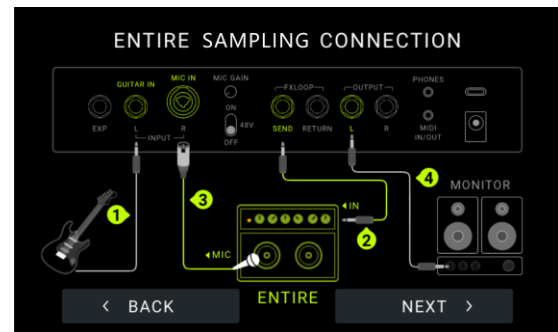 ENTIRE SAMPLING CONNECTION
GUITAR IN
MIC IN
MIC GAIN
FXLOOP
OUTPUT
PHONES
ON
48V
OFF
EXP
L
INPUT
R
SEND
RETURN
L
R
MIDI
IN/OUT
1
3
4
MONITOR
IN
2
MIC
ENTIRE
< BACK
NEXT >